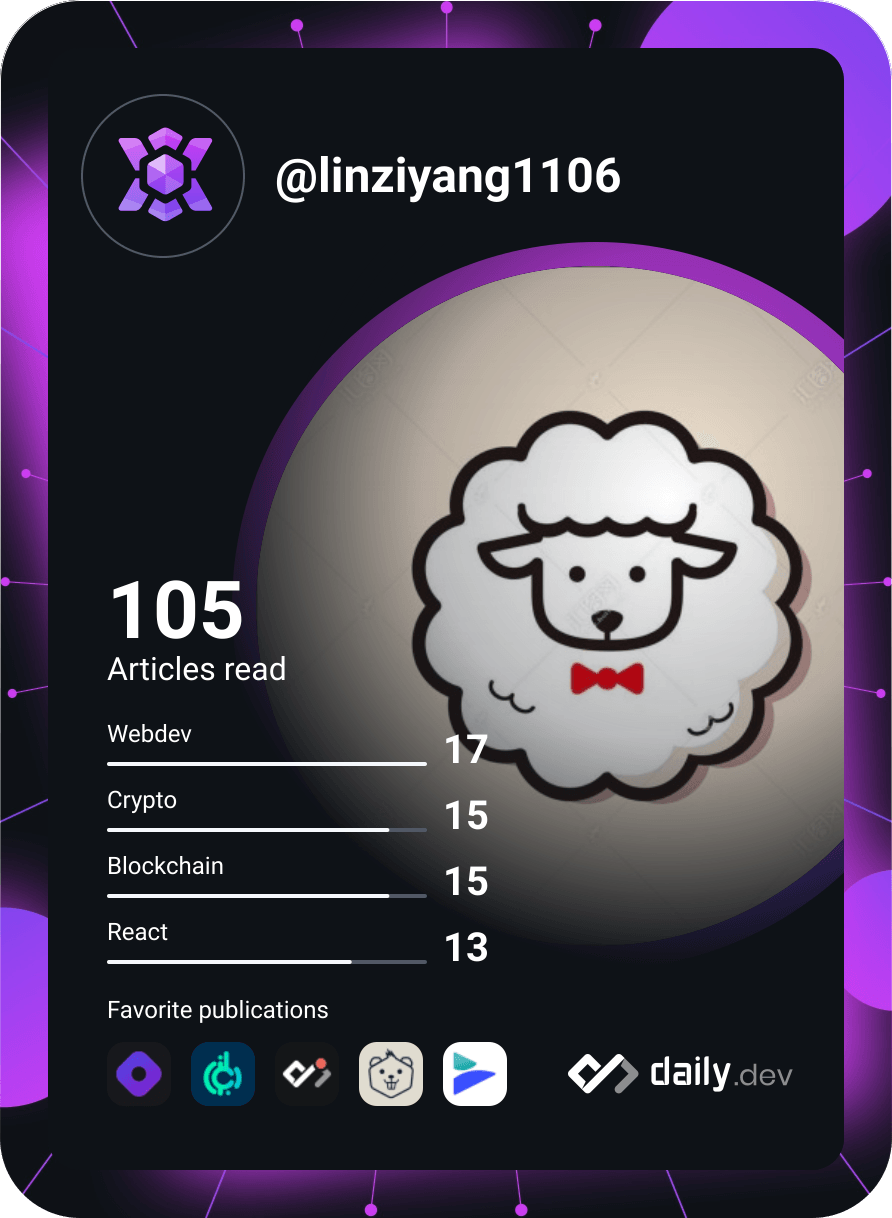 @linziyang1106
105
Articles read
Webdev
17
Crypto
15
Blockchain
15
React
13
Favorite publications
daily.dev